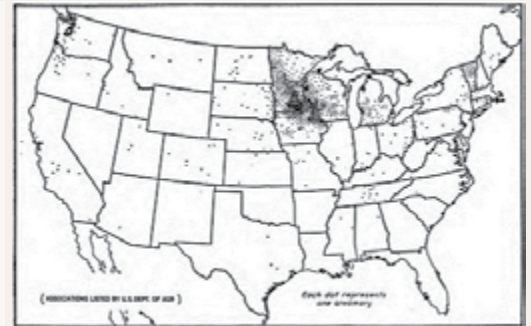 ( ASSOCIATIONS LISTED BY U.S. DEPT. OF AGR )
Each dot represents
one creamery